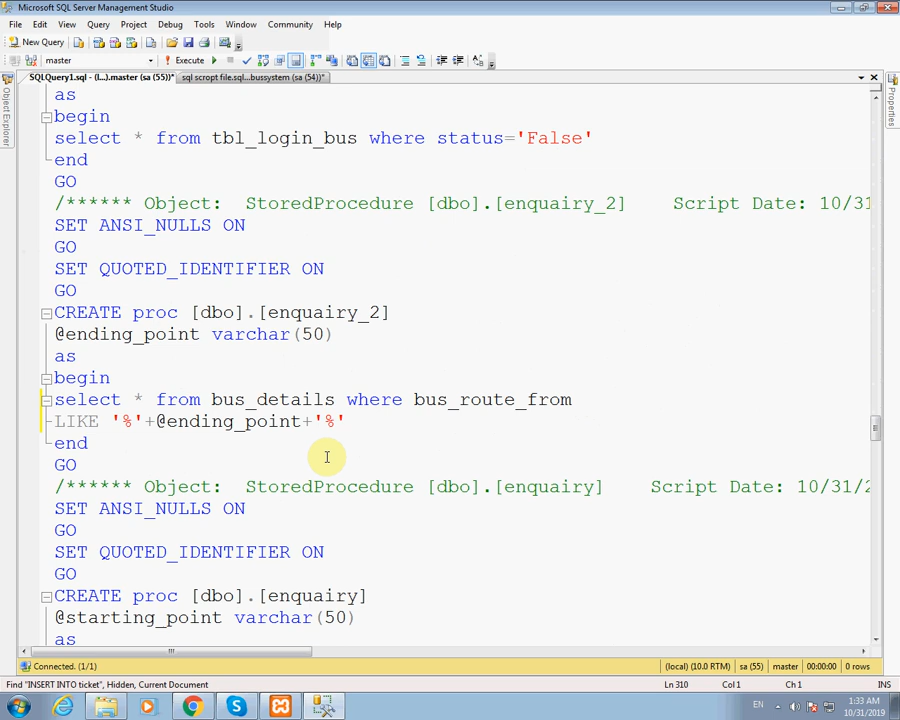 Microsoft SQL Server Management Studio
File Edit View Query Project Debug Tools Window Community Help
New Query
master Execute
SQLQuery1.sql - (l...).master (sa (55))* sql scropt file.sql...bussystem (sa (54))*
Object Explorer
Properties
as
begin
select * from tbl_login_bus where status='False'
end
GO
/****** Object: StoredProcedure [dbo].[enquairy_2] Script Date: 10/31
SET ANSI_NULLS ON
GO
SET QUOTED_IDENTIFIER ON
GO
CREATE proc [dbo].[enquairy_2]
@ending_point varchar(50)
as
begin
select * from bus_details where bus_route_from
LIKE '%'+@ending_point+'%'
end
GO
/****** Object: StoredProcedure [dbo].[enquairy] Script Date: 10/31/2
SET ANSI_NULLS ON
GO
SET QUOTED_IDENTIFIER ON
GO
CREATE proc [dbo].[enquairy]
@starting_point varchar(50)
as
Connected. (1/1) (local) (10.0 RTM) sa (55) master 00:00:00 0 rows
Find "INSERT INTO ticket", Hidden, Current Document Ln 310 Col 1 Ch 1 INS
EN 1:33 AM
10/31/2019